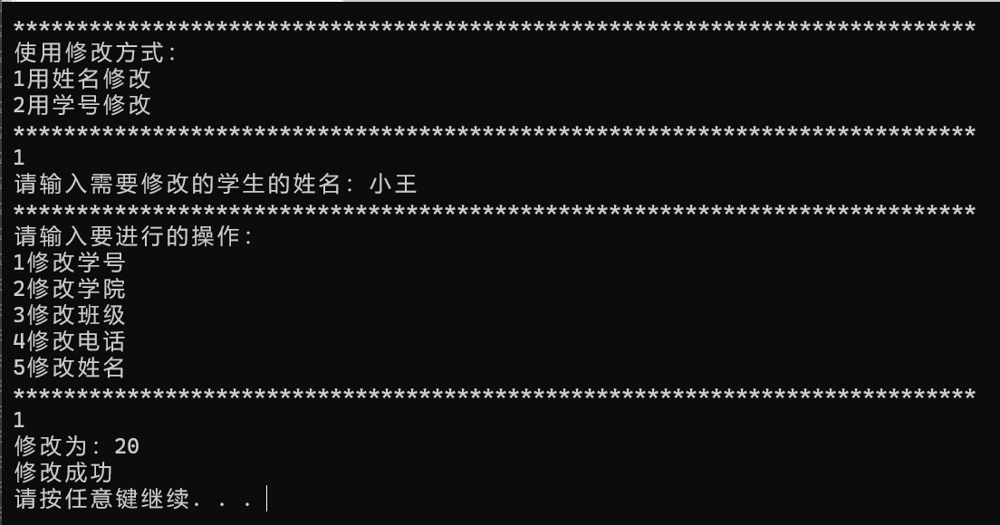 ****************************************************************************
使用修改方式:
1用姓名修改
2用学号修改
****************************************************************************
1
请输入需要修改的学生的姓名: 小王
****************************************************************************
请输入要进行的操作:
1修改学号
2修改学院
3修改班级
4修改电话
5修改姓名
****************************************************************************
1
修改为: 20
修改成功
请按任意键继续. . .